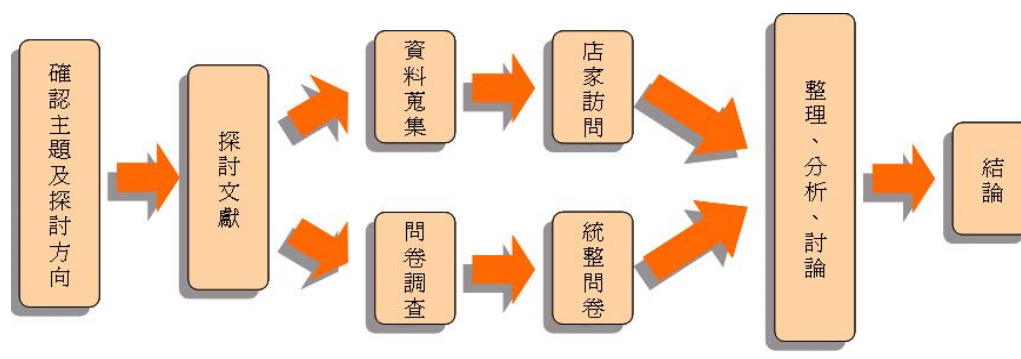 確認主題及探討方向
探討文獻
資料蒐集
店家訪問
問卷調查
統整問卷
整理、分析、討論
結論